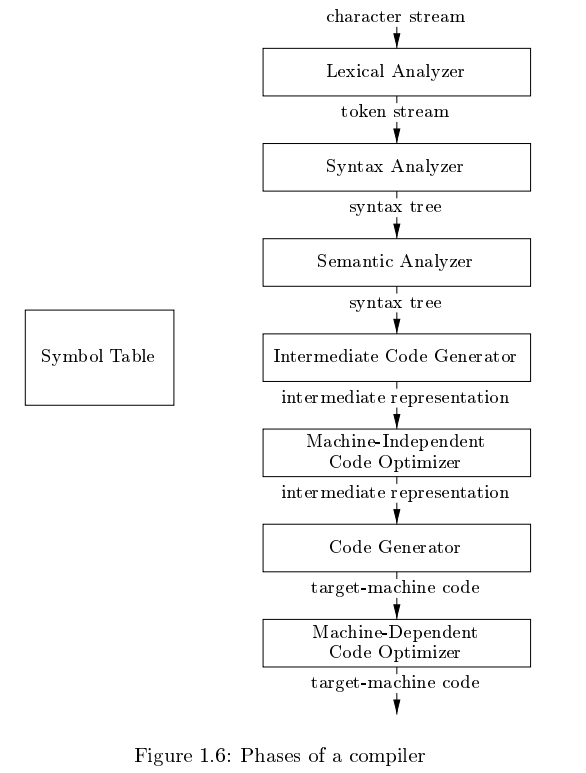 character stream
Lexical Analyzer
token stream
Syntax Analyzer
syntax tree
Semantic Analyzer
syntax tree
Symbol Table
Intermediate Code Generator
intermediate representation
Machine-Independent
Code Optimizer
intermediate representation
Code Generator
target-machine code
Machine-Dependent
Code Optimizer
target-machine code
Figure 1.6: Phases of a compiler